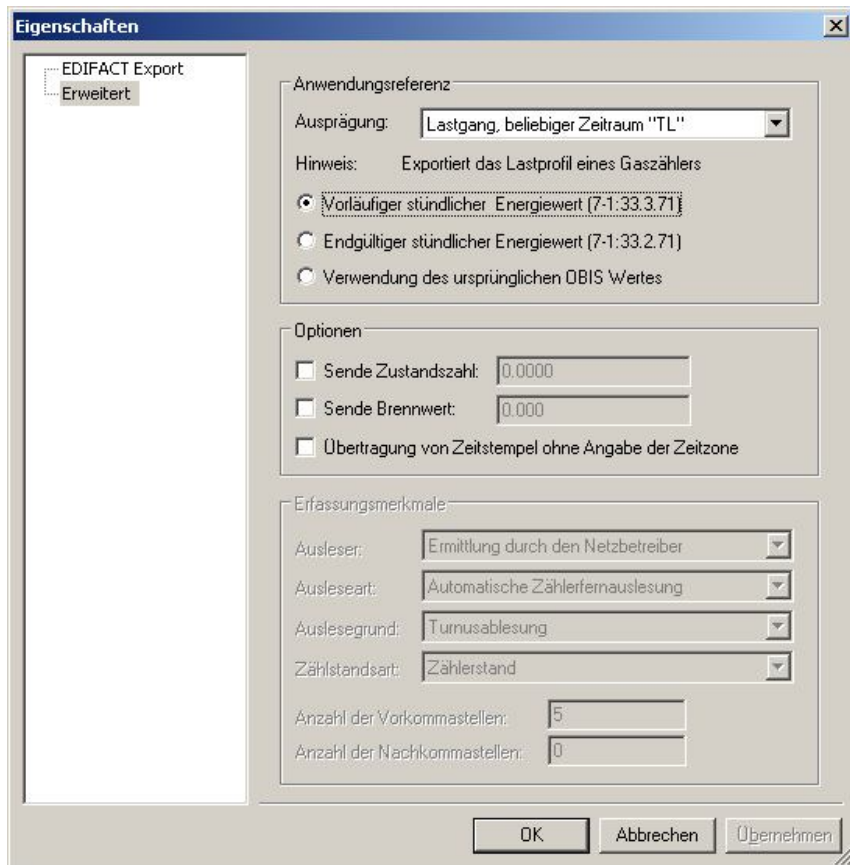 Eigenschaften
EDIFACT Export
Erweitert
Anwendungsreferenz
Ausprägung: Lastgang, beliebiger Zeitraum "TL"
Hinweis: Exportiert das Lastprofil eines Gaszählers
Vorläufiger stündlicher Energiewert (7-1:33.3.71)
Endgültiger stündlicher Energiewert (7-1:33.2.71)
Verwendung des ursprünglichen OBIS Wertes
Optionen
Sende Zustandszahl: 0.0000
Sende Brennwert: 0.000
Übertragung von Zeitstempel ohne Angabe der Zeitzone
Erfassungsmerkmale
Ausleser: Ermittlung durch den Netzbetreiber
Ausleseart: Automatische Zählerfernauslesung
Auslesegrund: Turnusablesung
Zählstandsart: Zählerstand
Anzahl der Vorkommastellen: 5
Anzahl der Nachkommastellen: 0
OK Abbrechen Übernehmen